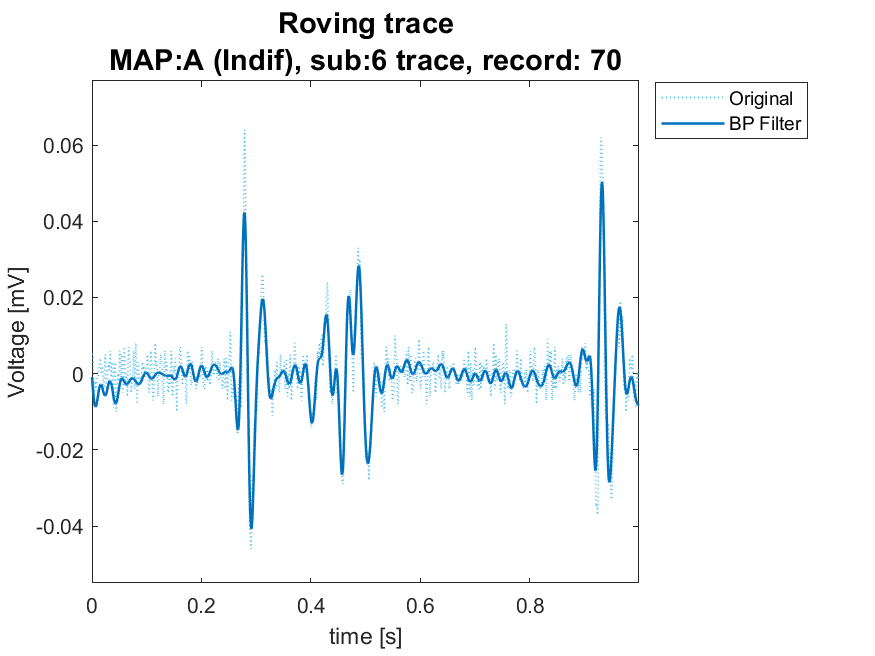 Roving trace
MAP:A (Indif), sub:6 trace, record: 70
Original
BP Filter
0.06
0.04
0.02
0
-0.02
-0.04
Voltage [mV]
0
0.2
0.4
0.6
0.8
time [s]